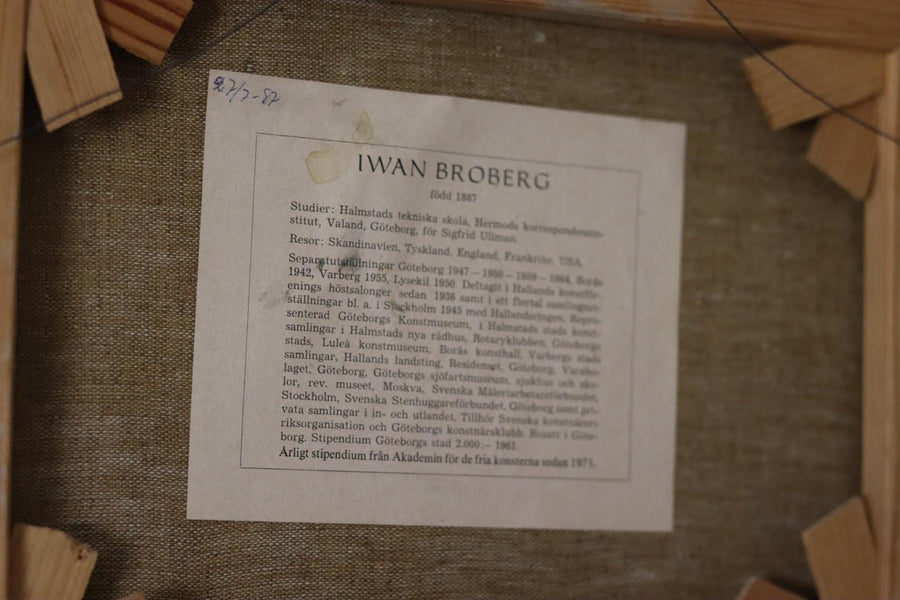 27/7-87
IWAN BROBERG
född 1887
Studier: Halmstads tekniska skola, Hermods korrespondensin-
stitut, Valand, Göteborg, för Sigfrid Ullman.
Resor: Skandinavien, Tyskland, England, Frankrike, USA.
Separatutställningar Göteborg 1947 – 1950 – 1959 – 1964, Borås
1942, Varberg 1955, Lysekil 1950. Deltagit i Hallands konstför-
enings höstsalonger sedan 1936 samt i ett flertal samlingsut-
ställningar bl. a. i Stockholm 1945 med Hallandsringen. Repre-
senterad Göteborgs Konstmuseum, i Halmstads stads konst-
samlingar i Halmstads nya rådhus, Rotaryklubben, Göteborgs
stads, Luleå konstmuseum, Borås konsthall, Varbergs stads
samlingar, Hallands landsting, Residenset, Göteborg, Varabo-
laget, Göteborg, Göteborgs sjöfartsmuseum, sjukhus och sko-
lor, rev. museet, Moskva, Svenska Måleriarbetareförbundet,
Stockholm, Svenska Stenhuggareförbundet, Göteborg samt pri-
vata samlingar i in- och utlandet. Tillhör Svenska konstnärers
riksorganisation och Göteborgs konstnärsklubb. Bosatt i Göte-
borg. Stipendium Göteborgs stad 2.000:– 1961.
Årligt stipendium från Akademin för de fria konsterna sedan 1971.